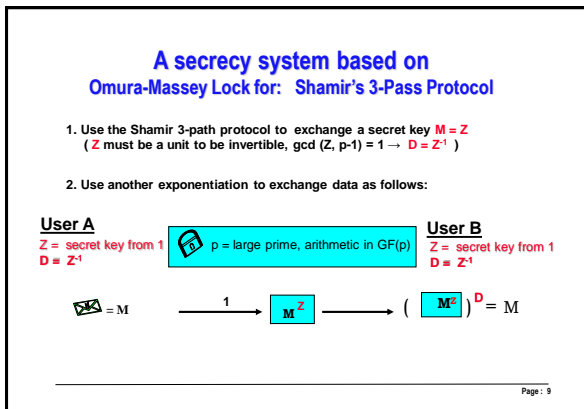 A secrecy system based on
Omura-Massey Lock for: Shamir's 3-Pass Protocol
1. Use the Shamir 3-path protocol to exchange a secret key M = Z
( Z must be a unit to be invertible, gcd (Z, p-1) = 1 → D = Z-1 )
2. Use another exponentiation to exchange data as follows:
User A
Z = secret key from 1
D = Z-1
p = large prime, arithmetic in GF(p)
User B
Z = secret key from 1
D = Z-1
= M
1
M Z
( MZ ) D = M
Page : 9